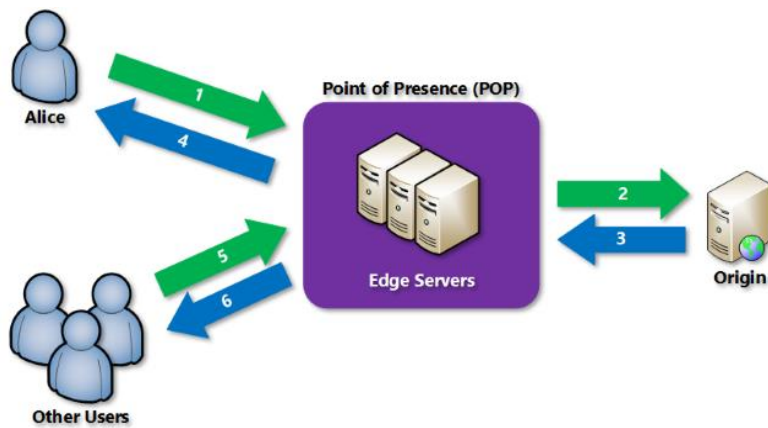 Alice
1
4
Point of Presence (POP)
Edge Servers
2
3
Origin
5
6
Other Users